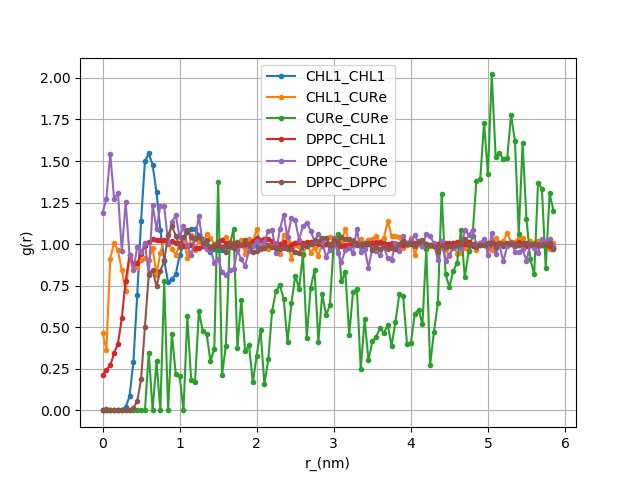 2.00
1.75
1.50
1.25
1.00
0.75
0.50
0.25
0.00
g(r)
CHL1_CHL1
CHL1_CURe
CURe_CURe
DPPC_CHL1
DPPC_CURe
DPPC_DPPC
0 1 2 3 4 5 6
r_(nm)